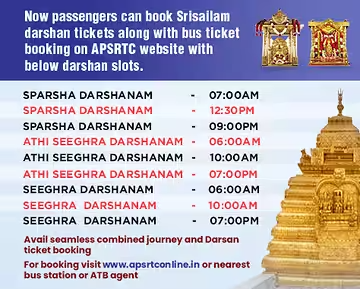 Now passengers can book Srisailam
darshan tickets along with bus ticket
booking on APSRTC website with
below darshan slots.
SPARSHA DARSHANAM - 07:00AM
SPARSHA DARSHANAM - 12:30PM
SPARSHA DARSHANAM - 09:00PM
ATHI SEEGHRA DARSHANAM - 06:00AM
ATHI SEEGHRA DARSHANAM - 10:00AM
ATHI SEEGHRA DARSHANAM - 07:00PM
SEEGHRA DARSHANAM - 06:00AM
SEEGHRA DARSHANAM - 10:00AM
SEEGHRA DARSHANAM - 07:00PM
Avail seamless combined journey and Darsan
ticket booking
For booking visit www.apsrtconline.in or nearest
bus station or ATB agent